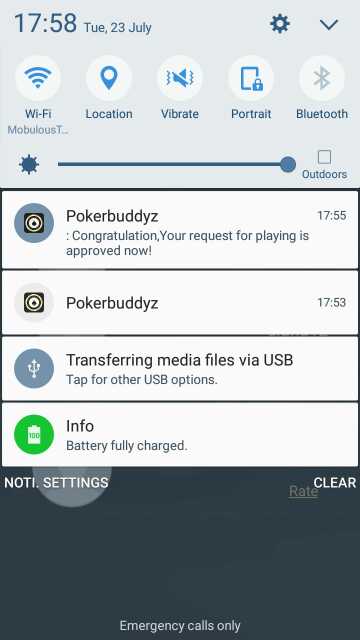 17:58 Tue, 23 July
Wi-Fi
Location
Vibrate
Portrait
Bluetooth
MobulousT...
Outdoors
Pokerbuddyz 17:55
: Congratulation,Your request for playing is
approved now!
Pokerbuddyz 17:53
Transferring media files via USB
Tap for other USB options.
100
Info
Battery fully charged.
NOTI. SETTINGS
CLEAR
Rate
Emergency calls only